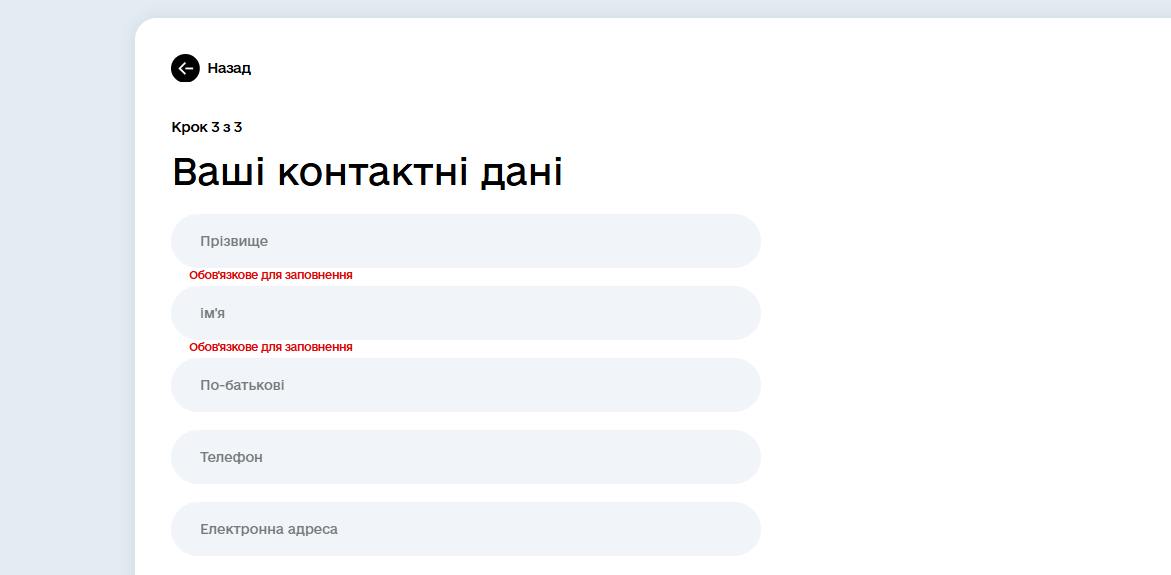 Назад
Крок 3 з 3
Ваші контактні дані
Прізвище
Обов'язкове для заповнення
ім'я
Обов'язкове для заповнення
По-батькові
Телефон
Електронна адреса